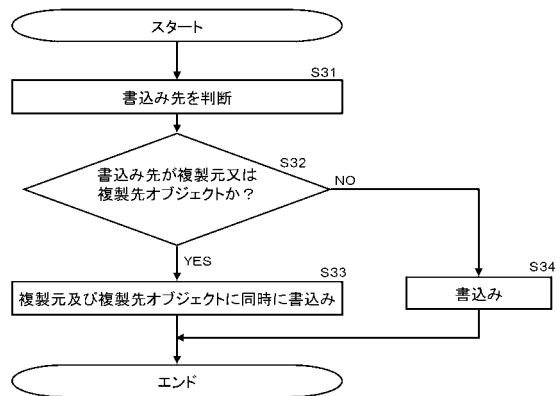 スタート
S31
書込み先を判断
S32
書込み先が複製元又は
複製先オブジェクトか？
NO
YES
S33
複製元及び複製先オブジェクトに同時に書込み
S34
書込み
エンド